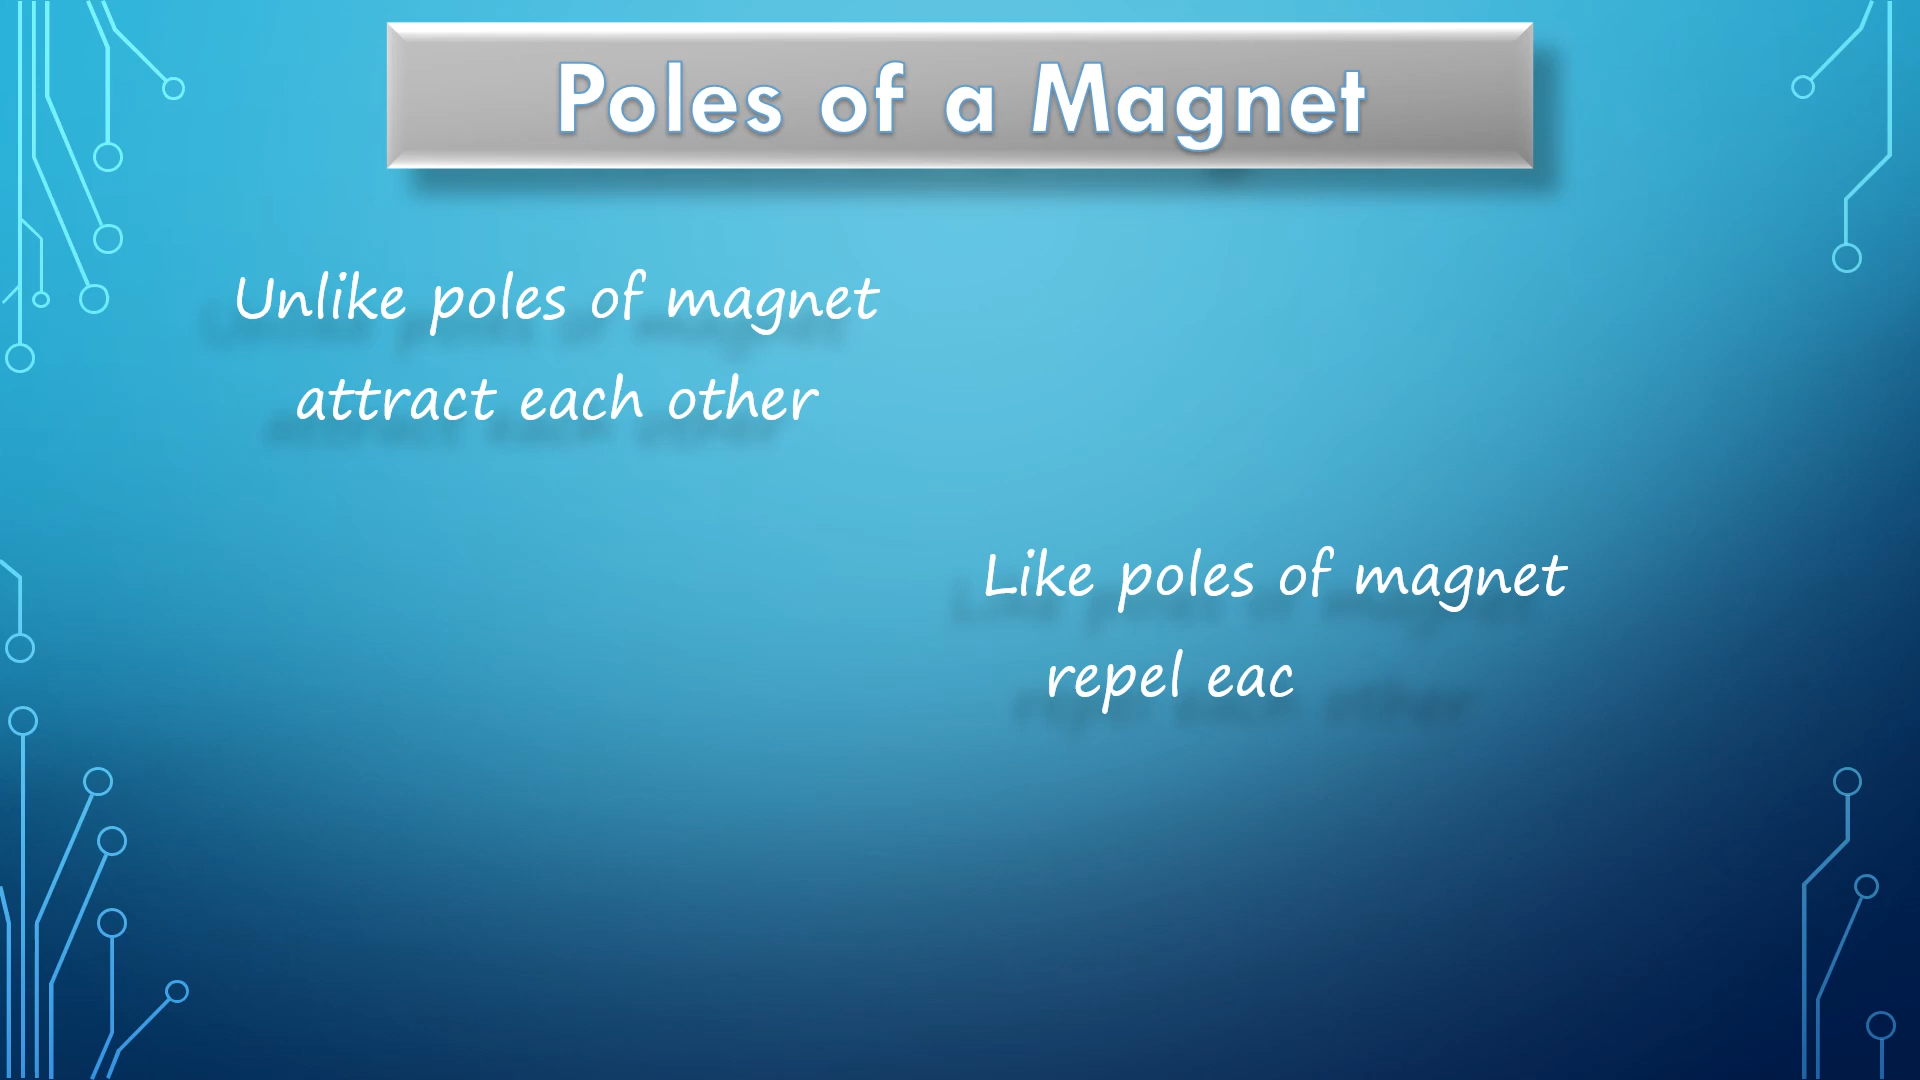 Poles of a Magnet
Unlike poles of magnet
attract each other
Like poles of magnet
repel eac